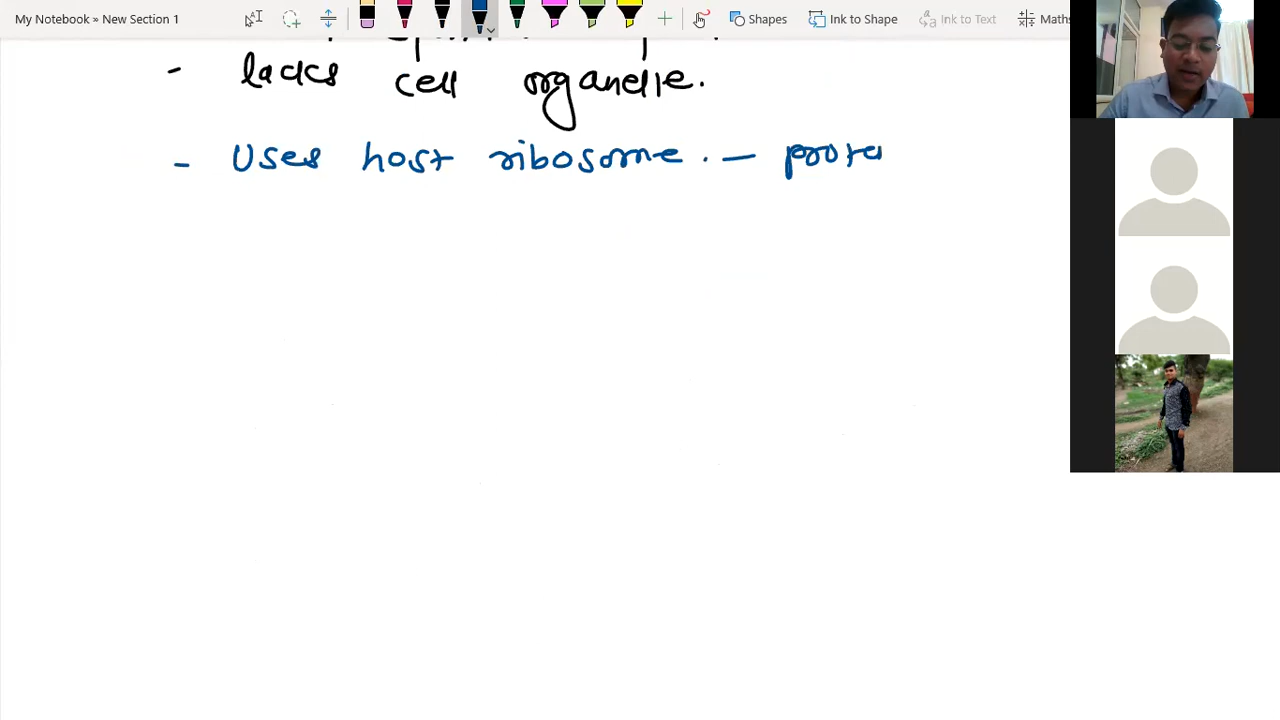 My Notebook » New Section 1
Shapes
Ink to Shape
Ink to Text
Maths
- lacks cell organelle.
- Uses host ribosome. – prote